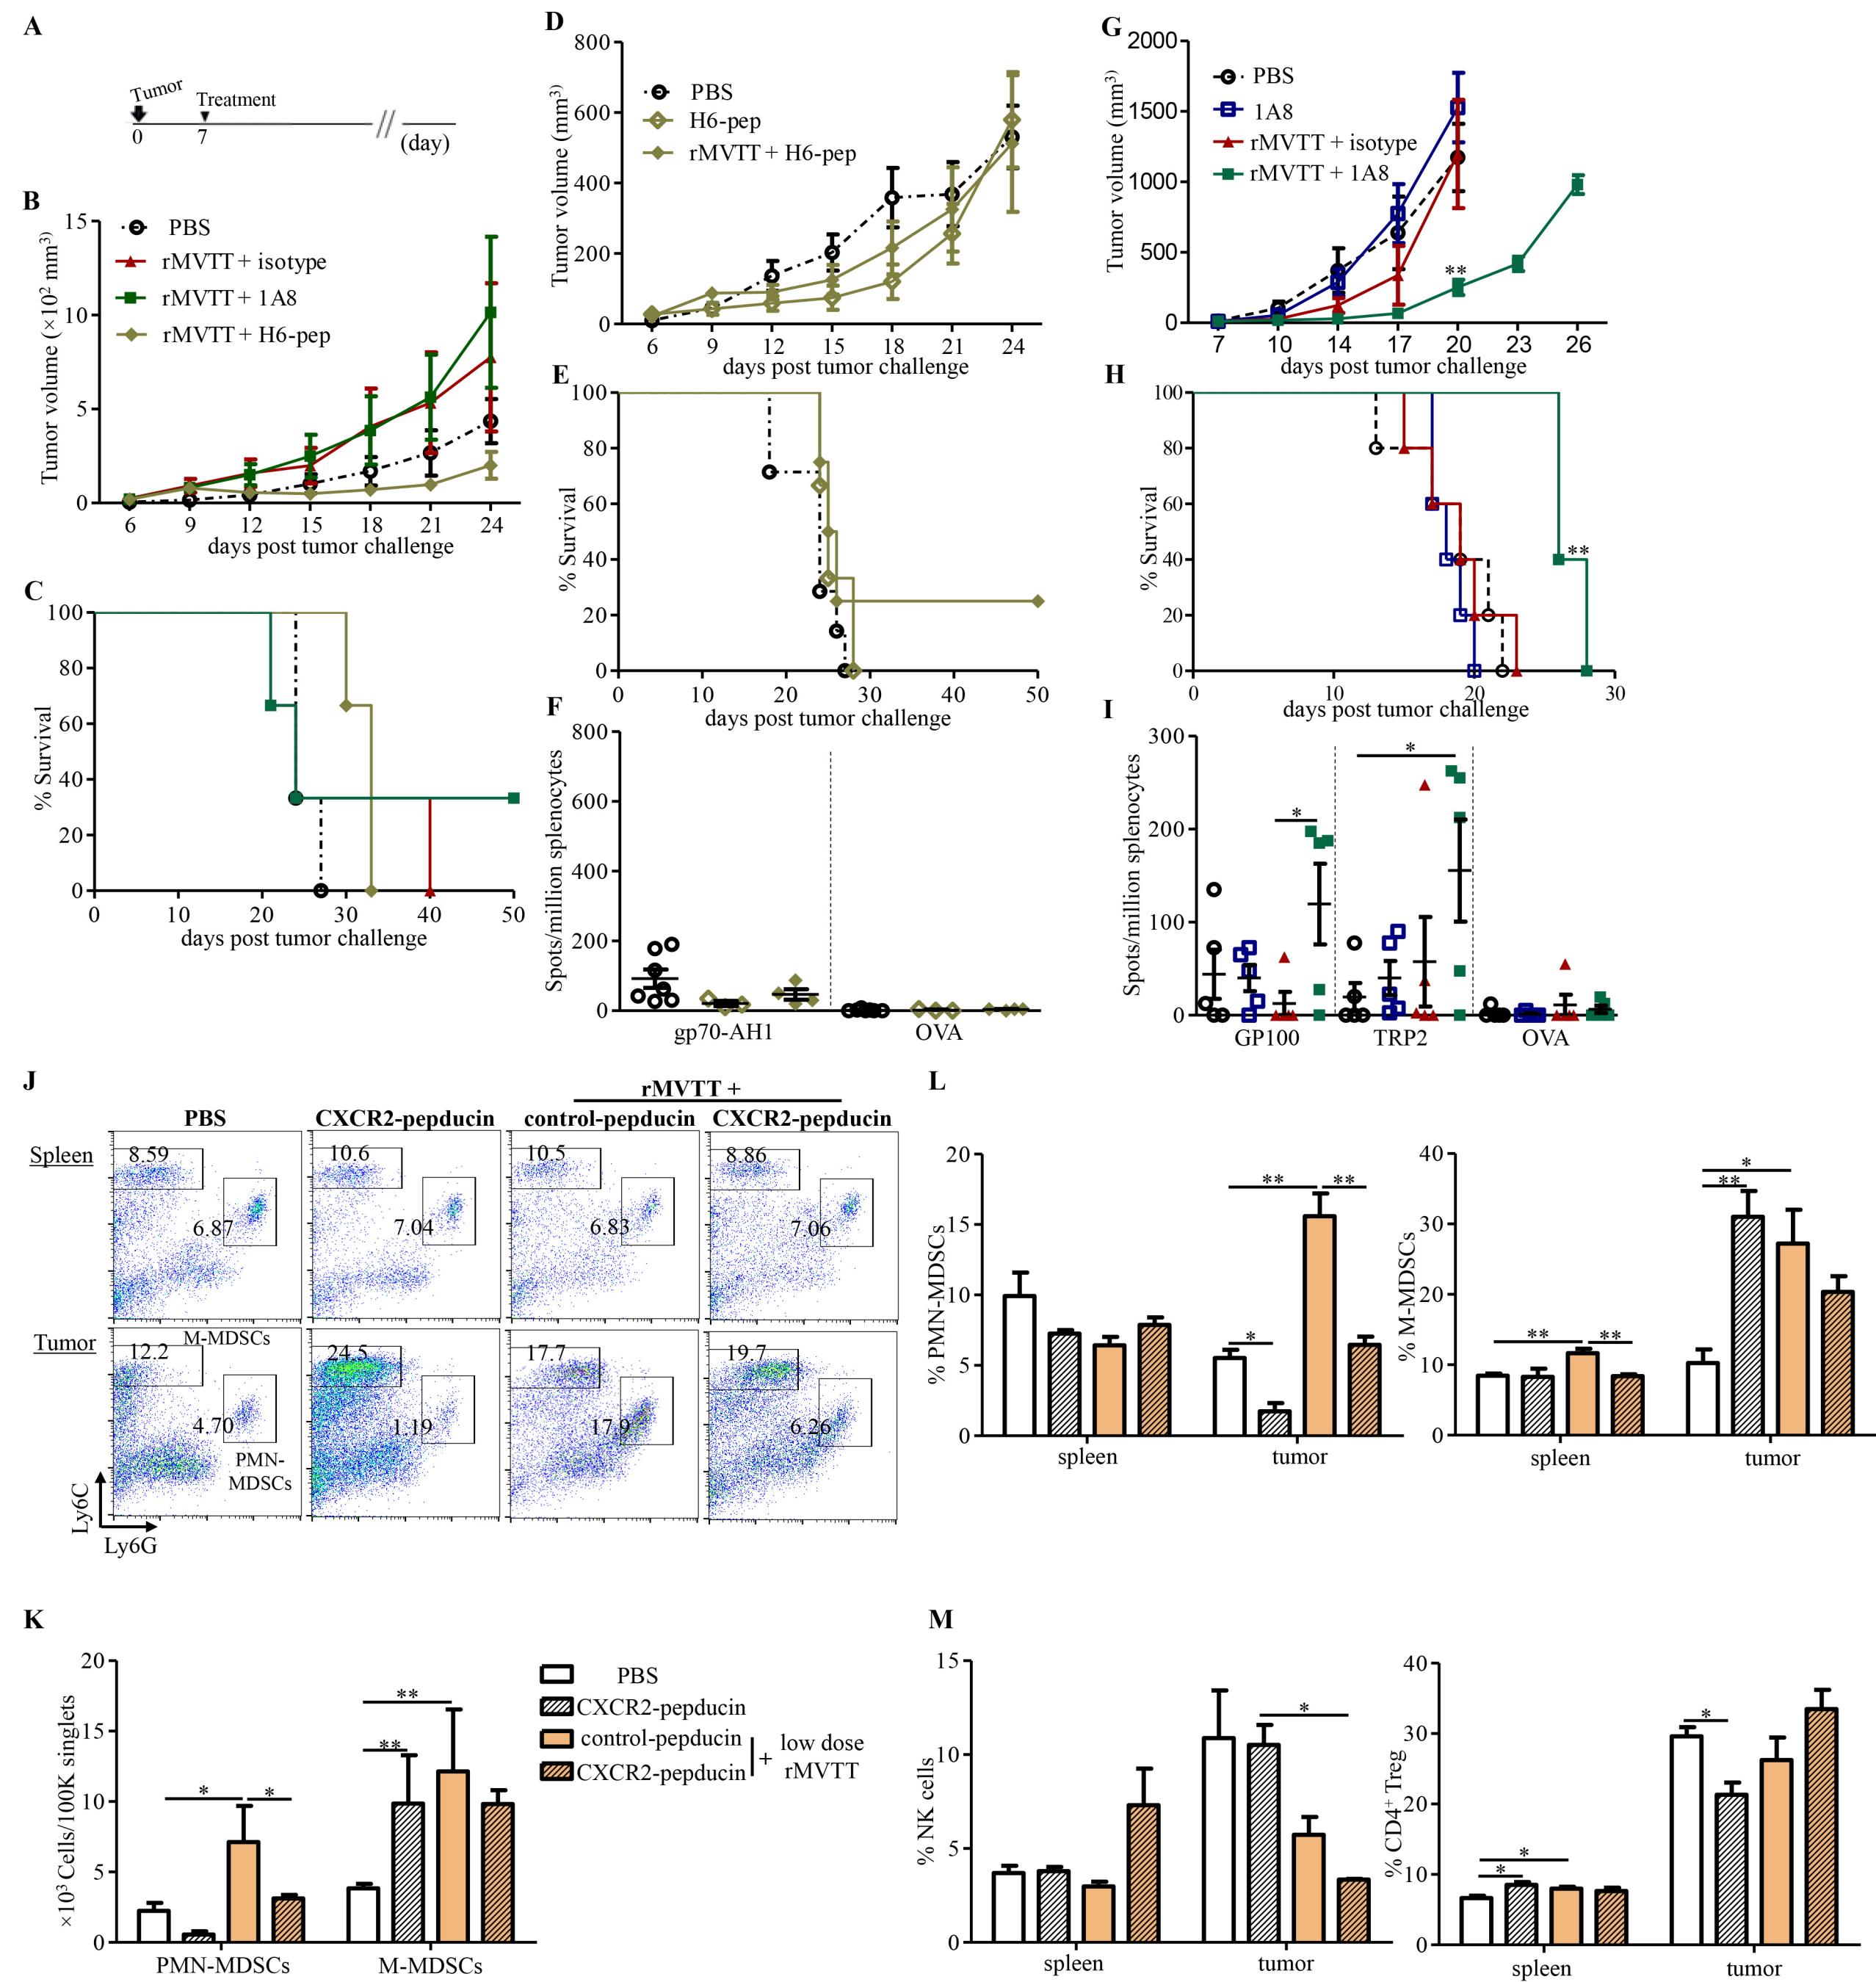 A
Tumor
Treatment
0
7
(day)
B
Tumor volume (×10² mm³)
15
10
5
0
PBS
rMVTT + isotype
rMVTT + 1A8
rMVTT + H6-pep
6 9 12 15 18 21 24
days post tumor challenge
C
% Survival
100
80
60
40
20
0
0 10 20 30 40 50
days post tumor challenge
D
Tumor volume (mm³)
800
600
400
200
0
PBS
H6-pep
rMVTT + H6-pep
6 9 12 15 18 21 24
days post tumor challenge
E
% Survival
100
80
60
40
20
0
0 10 20 30 40 50
days post tumor challenge
F
Spots/million splenocytes
800
600
400
200
0
gp70-AH1 OVA
G
Tumor volume (mm³)
2000
1500
1000
500
0
PBS
1A8
rMVTT + isotype
rMVTT + 1A8
**
7 10 14 17 20 23 26
days post tumor challenge
H
% Survival
100
80
60
40
20
0
**
0 10 20 30
days post tumor challenge
I
Spots/million splenocytes
300
200
100
0
*
*
GP100 TRP2 OVA
J
rMVTT +
PBS CXCR2-pepducin control-pepducin CXCR2-pepducin
Spleen
8.59 10.6 10.5 8.86
6.87 7.04 6.83 7.06
Tumor
M-MDSCs
12.2 24.5 17.7 19.7
4.70 1.19 17.9 6.26
PMN-
MDSCs
Ly6C
Ly6G
K
×10³ Cells/100K singlets
20
15
10
5
0
* *
** **
PMN-MDSCs M-MDSCs
PBS
CXCR2-pepducin
control-pepducin
CXCR2-pepducin
+ low dose
rMVTT
L
% PMN-MDSCs
20
15
10
5
0
*
** **
spleen tumor
% M-MDSCs
40
30
20
10
0
** **
*
**
spleen tumor
M
% NK cells
15
10
5
0
*
spleen tumor
% CD4⁺ Treg
40
30
20
10
0
*
*
*
spleen tumor